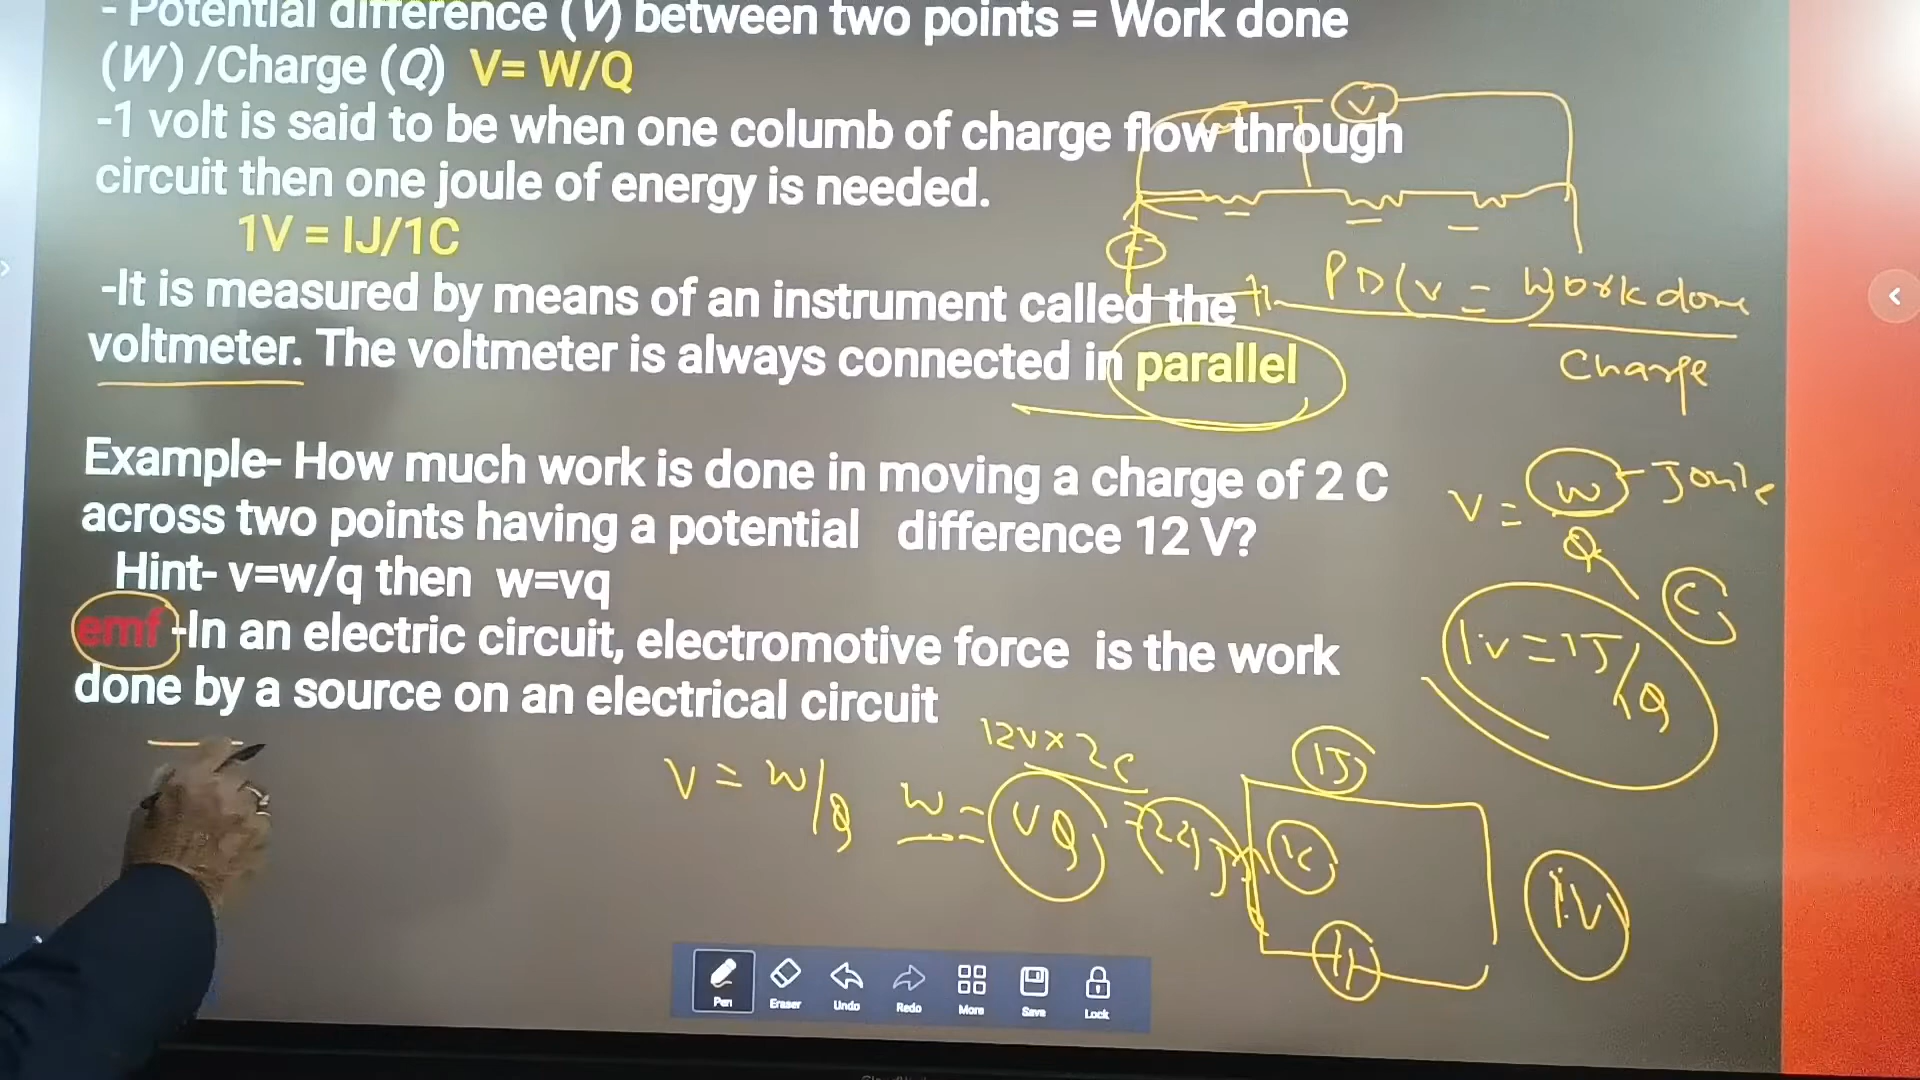 - Potential difference (V) between two points = Work done
(W) /Charge (Q) V= W/Q
-1 volt is said to be when one columb of charge flow through
circuit then one joule of energy is needed.
1V = IJ/1C
-It is measured by means of an instrument called the
voltmeter. The voltmeter is always connected in parallel
Example- How much work is done in moving a charge of 2 C
across two points having a potential difference 12 V?
Hint- v=w/q then w=vq
emf -In an electric circuit, electromotive force is the work
done by a source on an electrical circuit
V
PD(V = Work done
Charge
V = W - Joule
Q
C
1v = 1J/1Q
12V x 2C
V = W/Q
W = VQ
1J
1C
1V
Pen Eraser Undo Redo More Save Lock